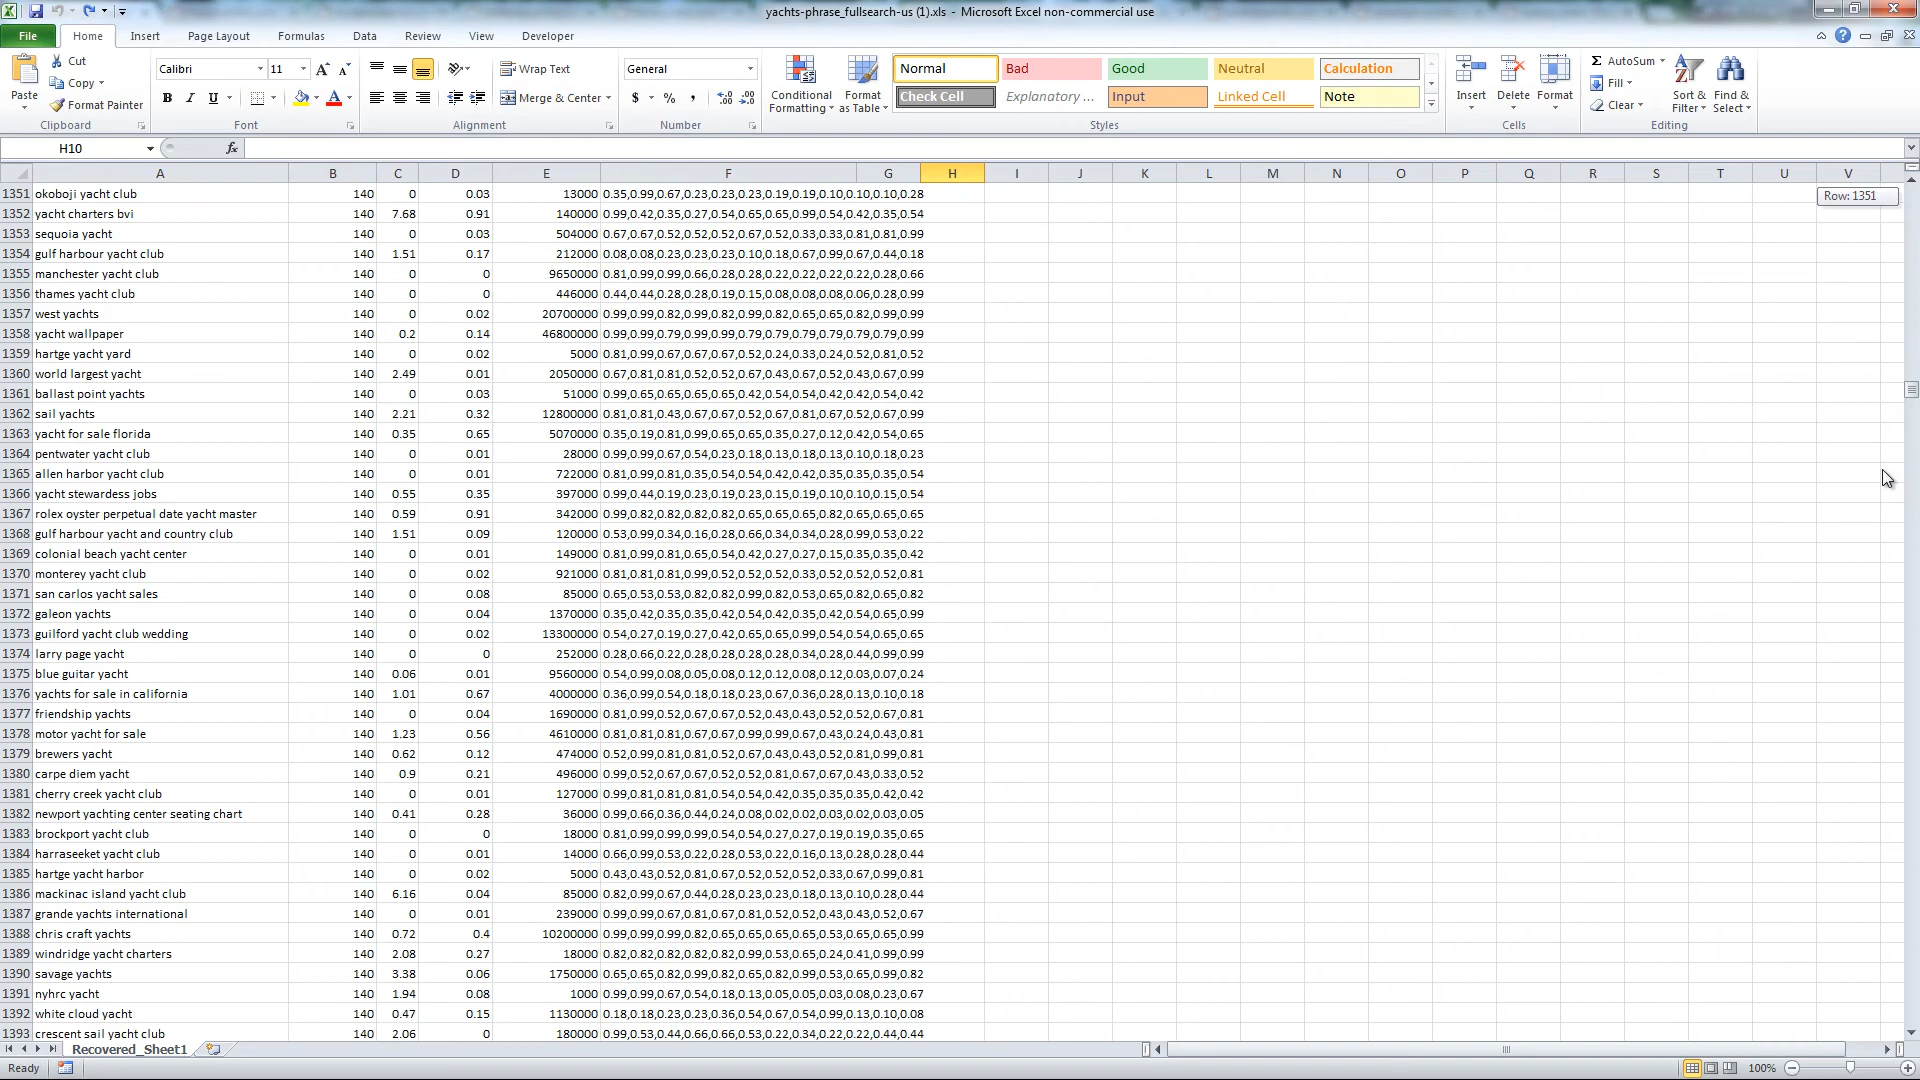 yachts-phrase_fullsearch-us (1).xls - Microsoft Excel non-commercial use
File Home Insert Page Layout Formulas Data Review View Developer
Paste Cut Copy Format Painter Clipboard
Calibri 11 B I U Font
Wrap Text Merge & Center Alignment
General $ % , Number
Conditional Formatting Format as Table
Normal Bad Good Neutral Calculation
Check Cell Explanatory ... Input Linked Cell Note
Styles
Insert Delete Format Cells
AutoSum Fill Clear Sort & Filter Find & Select Editing
H10 fx
A B C D E F G H I J K L M N O P Q R S T U V
1351 okoboji yacht club 140 0 0.03 13000 0.35,0.99,0.67,0.23,0.23,0.23,0.19,0.19,0.10,0.10,0.10,0.28
Row: 1351
1352 yacht charters bvi 140 7.68 0.91 140000 0.99,0.42,0.35,0.27,0.54,0.65,0.65,0.99,0.54,0.42,0.35,0.54
1353 sequoia yacht 140 0 0.03 504000 0.67,0.67,0.52,0.52,0.52,0.67,0.52,0.33,0.33,0.81,0.81,0.99
1354 gulf harbour yacht club 140 1.51 0.17 212000 0.08,0.08,0.23,0.23,0.23,0.10,0.18,0.67,0.99,0.67,0.44,0.18
1355 manchester yacht club 140 0 0 9650000 0.81,0.99,0.99,0.66,0.28,0.28,0.22,0.22,0.22,0.22,0.28,0.66
1356 thames yacht club 140 0 0 446000 0.44,0.44,0.28,0.28,0.19,0.15,0.08,0.08,0.08,0.06,0.28,0.99
1357 west yachts 140 0 0.02 20700000 0.99,0.99,0.82,0.99,0.82,0.99,0.82,0.65,0.65,0.82,0.99,0.99
1358 yacht wallpaper 140 0.2 0.14 46800000 0.99,0.99,0.79,0.99,0.99,0.79,0.79,0.79,0.79,0.79,0.79,0.99
1359 hartge yacht yard 140 0 0.02 5000 0.81,0.99,0.67,0.67,0.67,0.52,0.24,0.33,0.24,0.52,0.81,0.52
1360 world largest yacht 140 2.49 0.01 2050000 0.67,0.81,0.81,0.52,0.52,0.67,0.43,0.67,0.52,0.43,0.67,0.99
1361 ballast point yachts 140 0 0.03 51000 0.99,0.65,0.65,0.65,0.65,0.42,0.54,0.54,0.42,0.42,0.54,0.42
1362 sail yachts 140 2.21 0.32 12800000 0.81,0.81,0.43,0.67,0.67,0.52,0.67,0.81,0.67,0.52,0.67,0.99
1363 yacht for sale florida 140 0.35 0.65 5070000 0.35,0.19,0.81,0.99,0.65,0.65,0.35,0.27,0.12,0.42,0.54,0.65
1364 pentwater yacht club 140 0 0.01 28000 0.99,0.99,0.67,0.54,0.23,0.18,0.13,0.18,0.13,0.10,0.18,0.23
1365 allen harbor yacht club 140 0 0.01 722000 0.81,0.99,0.81,0.35,0.54,0.54,0.42,0.42,0.35,0.35,0.35,0.54
1366 yacht stewardess jobs 140 0.55 0.35 397000 0.99,0.44,0.19,0.23,0.19,0.23,0.15,0.19,0.10,0.10,0.15,0.54
1367 rolex oyster perpetual date yacht master 140 0.59 0.91 342000 0.99,0.82,0.82,0.82,0.82,0.65,0.65,0.65,0.82,0.65,0.65,0.65
1368 gulf harbour yacht and country club 140 1.51 0.09 120000 0.53,0.99,0.34,0.16,0.28,0.66,0.34,0.34,0.28,0.99,0.53,0.22
1369 colonial beach yacht center 140 0 0.01 149000 0.81,0.99,0.81,0.65,0.54,0.42,0.27,0.27,0.15,0.35,0.35,0.42
1370 monterey yacht club 140 0 0.02 921000 0.81,0.81,0.81,0.99,0.52,0.52,0.52,0.33,0.52,0.52,0.52,0.81
1371 san carlos yacht sales 140 0 0.08 85000 0.65,0.53,0.53,0.82,0.82,0.99,0.82,0.53,0.65,0.82,0.65,0.82
1372 galeon yachts 140 0 0.04 1370000 0.35,0.42,0.35,0.35,0.42,0.54,0.42,0.35,0.42,0.54,0.65,0.99
1373 guilford yacht club wedding 140 0 0.02 13300000 0.54,0.27,0.19,0.27,0.42,0.65,0.65,0.99,0.54,0.54,0.65,0.65
1374 larry page yacht 140 0 0 252000 0.28,0.66,0.22,0.28,0.28,0.28,0.28,0.34,0.28,0.44,0.99,0.99
1375 blue guitar yacht 140 0.06 0.01 9560000 0.54,0.99,0.08,0.05,0.08,0.12,0.12,0.08,0.12,0.03,0.07,0.24
1376 yachts for sale in california 140 1.01 0.67 4000000 0.36,0.99,0.54,0.18,0.18,0.23,0.67,0.36,0.28,0.13,0.10,0.18
1377 friendship yachts 140 0 0.04 1690000 0.81,0.99,0.52,0.67,0.67,0.52,0.43,0.43,0.52,0.52,0.67,0.81
1378 motor yacht for sale 140 1.23 0.56 4610000 0.81,0.81,0.81,0.67,0.67,0.99,0.99,0.67,0.43,0.24,0.43,0.81
1379 brewers yacht 140 0.62 0.12 474000 0.52,0.99,0.81,0.81,0.52,0.67,0.43,0.43,0.52,0.81,0.99,0.81
1380 carpe diem yacht 140 0.9 0.21 496000 0.99,0.52,0.67,0.67,0.52,0.52,0.81,0.67,0.67,0.43,0.33,0.52
1381 cherry creek yacht club 140 0 0.01 127000 0.99,0.81,0.81,0.81,0.54,0.54,0.42,0.35,0.35,0.35,0.42,0.42
1382 newport yachting center seating chart 140 0.41 0.28 36000 0.99,0.66,0.36,0.44,0.24,0.08,0.02,0.02,0.03,0.02,0.03,0.05
1383 brockport yacht club 140 0 0 18000 0.81,0.99,0.99,0.99,0.54,0.54,0.27,0.27,0.19,0.19,0.35,0.65
1384 harraseeket yacht club 140 0 0.01 14000 0.66,0.99,0.53,0.22,0.28,0.53,0.22,0.16,0.13,0.28,0.28,0.44
1385 hartge yacht harbor 140 0 0.02 5000 0.43,0.43,0.52,0.81,0.67,0.52,0.52,0.52,0.33,0.67,0.99,0.81
1386 mackinac island yacht club 140 6.16 0.04 85000 0.82,0.99,0.67,0.44,0.28,0.23,0.23,0.18,0.13,0.10,0.28,0.44
1387 grande yachts international 140 0 0.01 239000 0.99,0.99,0.67,0.81,0.67,0.81,0.52,0.52,0.43,0.43,0.52,0.67
1388 chris craft yachts 140 0.72 0.4 10200000 0.99,0.99,0.99,0.82,0.65,0.65,0.65,0.65,0.53,0.65,0.65,0.99
1389 windridge yacht charters 140 2.08 0.27 18000 0.82,0.82,0.82,0.82,0.82,0.99,0.53,0.65,0.24,0.41,0.99,0.99
1390 savage yachts 140 3.38 0.06 1750000 0.65,0.65,0.82,0.99,0.82,0.65,0.82,0.99,0.53,0.65,0.99,0.82
1391 nyhrc yacht 140 1.94 0.08 1000 0.99,0.99,0.67,0.54,0.18,0.13,0.05,0.05,0.03,0.08,0.23,0.67
1392 white cloud yacht 140 0.47 0.15 1130000 0.18,0.18,0.23,0.23,0.36,0.54,0.67,0.54,0.99,0.13,0.10,0.08
1393 crescent sail yacht club 140 2.06 0 180000 0.99,0.53,0.44,0.66,0.66,0.53,0.22,0.34,0.22,0.22,0.44,0.44
Recovered_Sheet1
Ready 100%